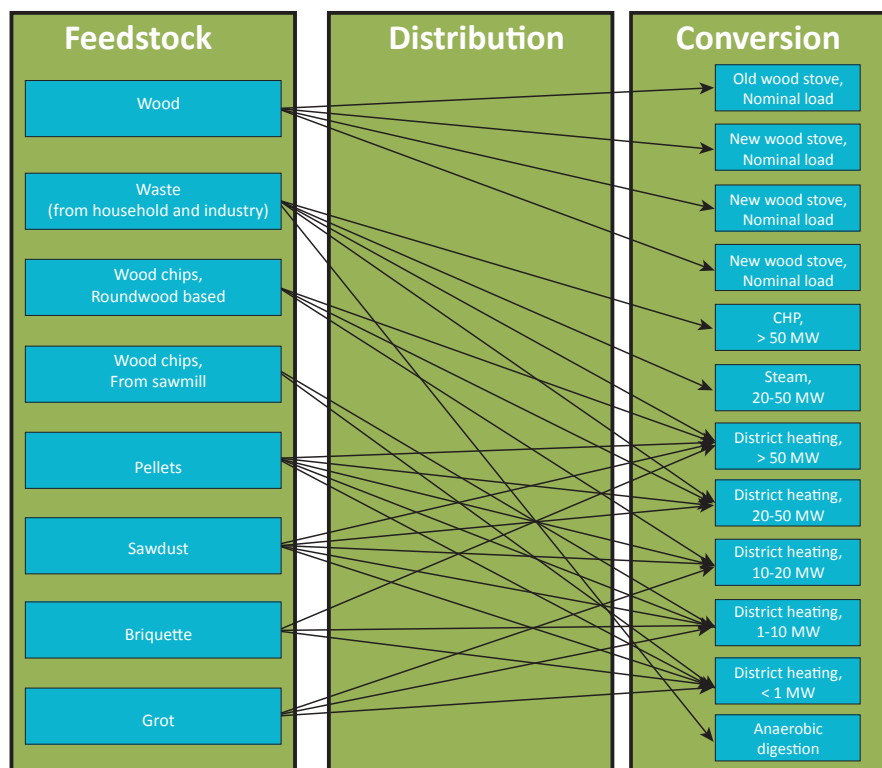 Feedstock
Wood
Waste
(from household and industry)
Wood chips,
Roundwood based
Wood chips,
From sawmill
Pellets
Sawdust
Briquette
Grot
Distribution
Conversion
Old wood stove,
Nominal load
New wood stove,
Nominal load
New wood stove,
Nominal load
New wood stove,
Nominal load
CHP,
> 50 MW
Steam,
20-50 MW
District heating,
> 50 MW
District heating,
20-50 MW
District heating,
10-20 MW
District heating,
1-10 MW
District heating,
< 1 MW
Anaerobic
digestion